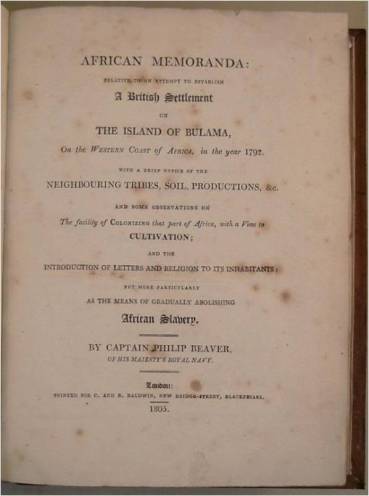 AFRICAN MEMORANDA:
RELATIVE TO AN ATTEMPT TO ESTABLISH
A British Settlement
ON
THE ISLAND OF BULAMA,
On the WESTERN COAST OF AFRICA, in the year 1792.
WITH A BRIEF NOTICE OF THE
NEIGHBOURING TRIBES, SOIL, PRODUCTIONS, &c.
AND SOME OBSERVATIONS ON
The facility of COLONIZING that part of Africa, with a View to
CULTIVATION;
AND THE
INTRODUCTION OF LETTERS AND RELIGION TO ITS INHABITANTS:
BUT MORE PARTICULARLY
AS THE MEANS OF GRADUALLY ABOLISHING
African Slavery.
BY CAPTAIN PHILIP BEAVER,
OF HIS MAJESTY'S ROYAL NAVY.
London:
PRINTED FOR C. AND R. BALDWIN, NEW BRIDGE-STREET, BLACKFRIARS.
1805.